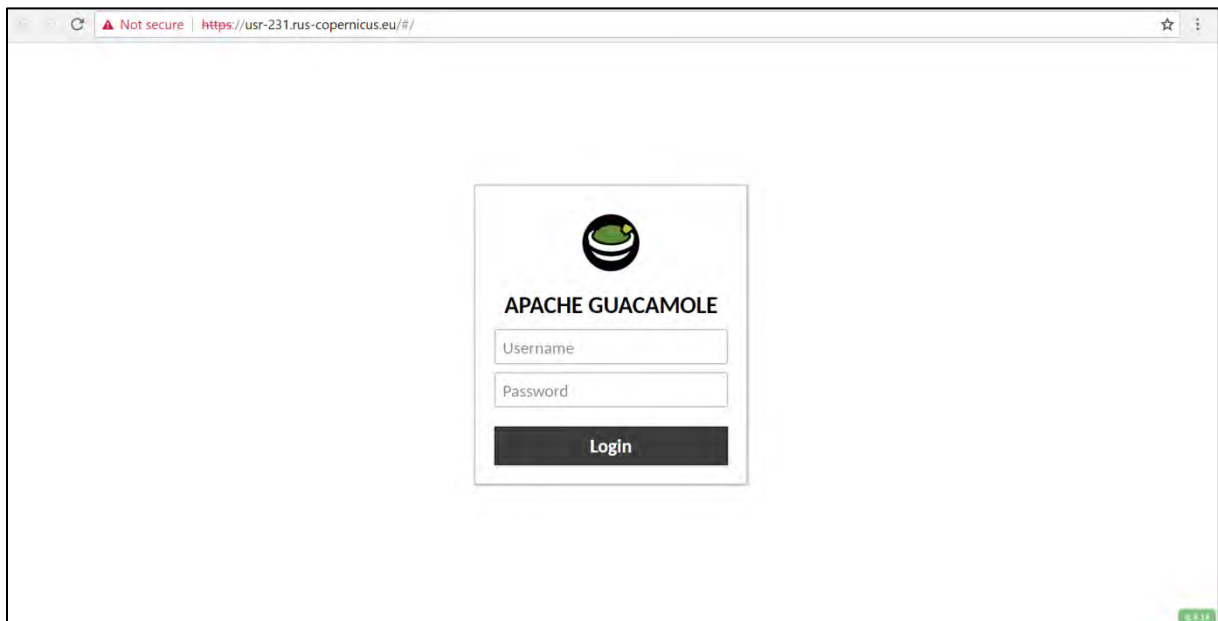 Not secure https://usr-231.rus-copernicus.eu/#/
APACHE GUACAMOLE
Username
Password
Login